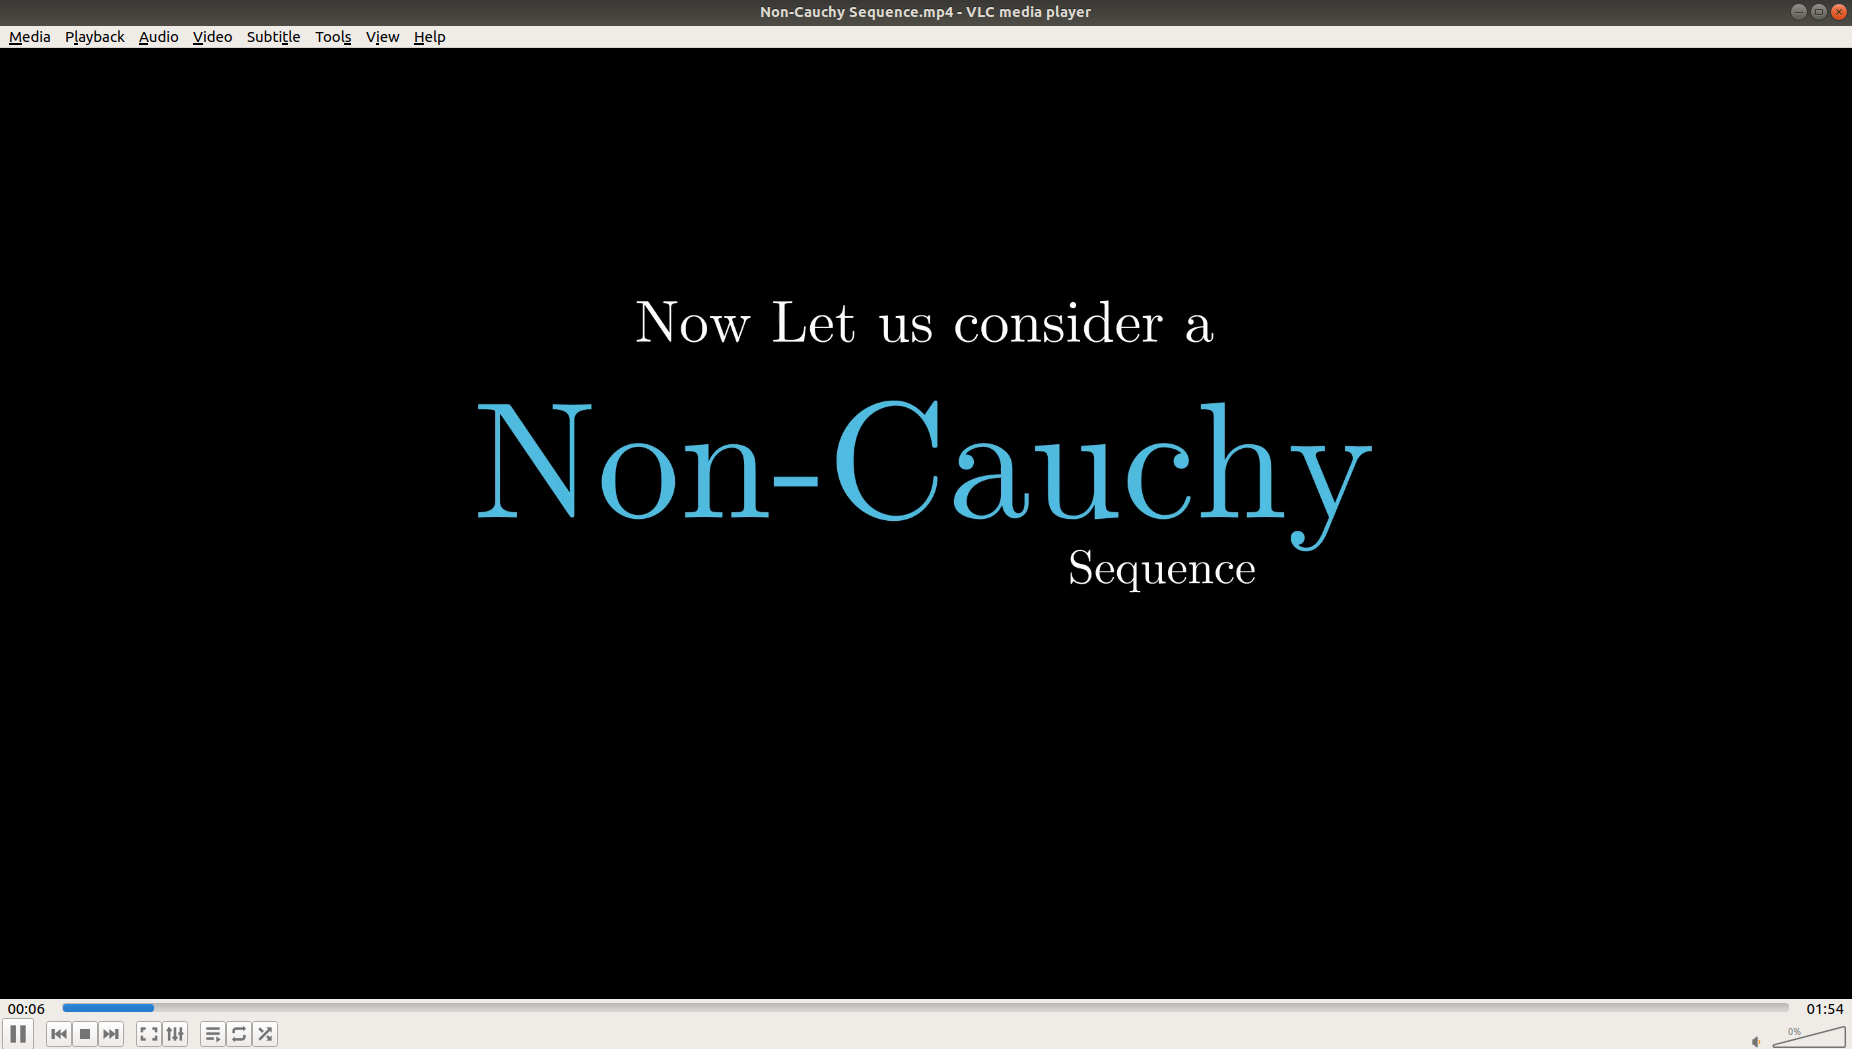 Non-Cauchy Sequence.mp4 - VLC media player
Media Playback Audio Video Subtitle Tools View Help
Now Let us consider a
Non-Cauchy
Sequence
00:06 01:54
0%